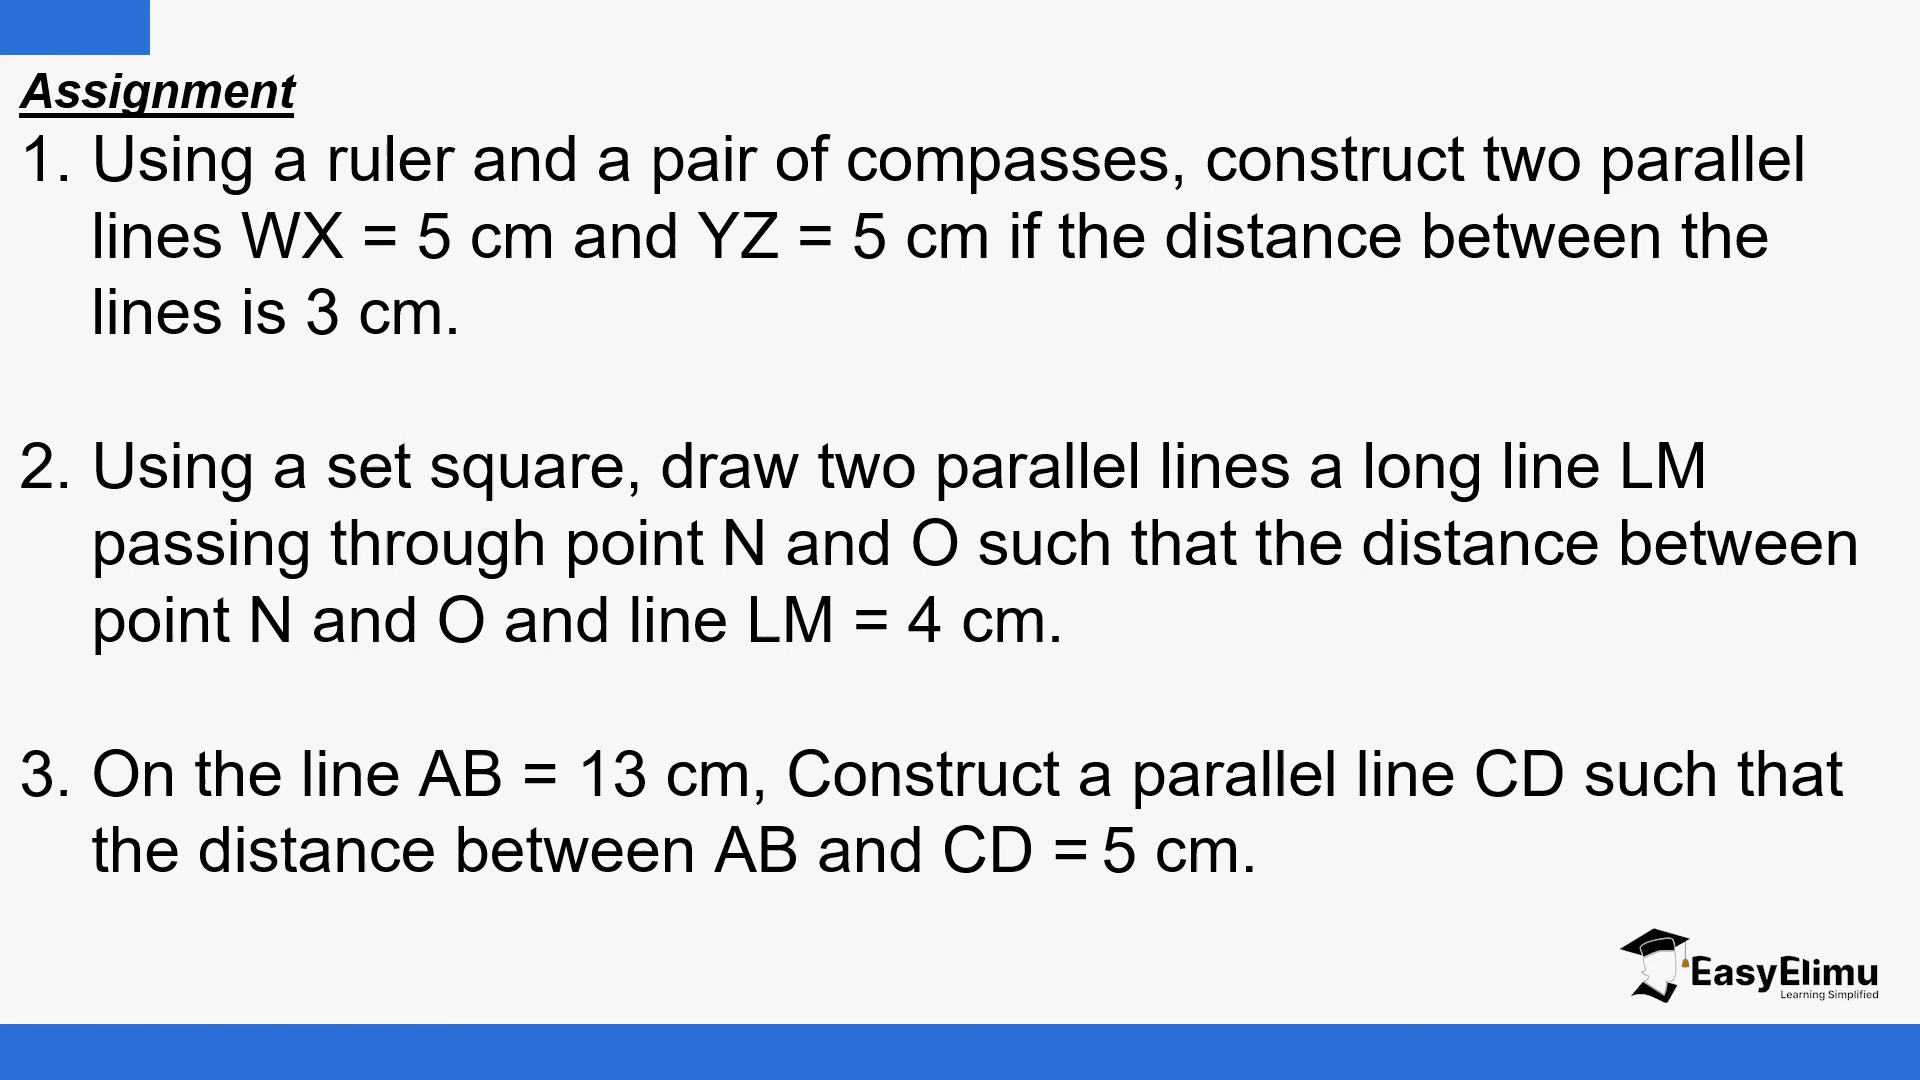 Assignment
1. Using a ruler and a pair of compasses, construct two parallel
lines WX = 5 cm and YZ = 5 cm if the distance between the
lines is 3 cm.
2. Using a set square, draw two parallel lines a long line LM
passing through point N and O such that the distance between
point N and O and line LM = 4 cm.
3. On the line AB = 13 cm, Construct a parallel line CD such that
the distance between AB and CD = 5 cm.
EasyElimu
Learning Simplified